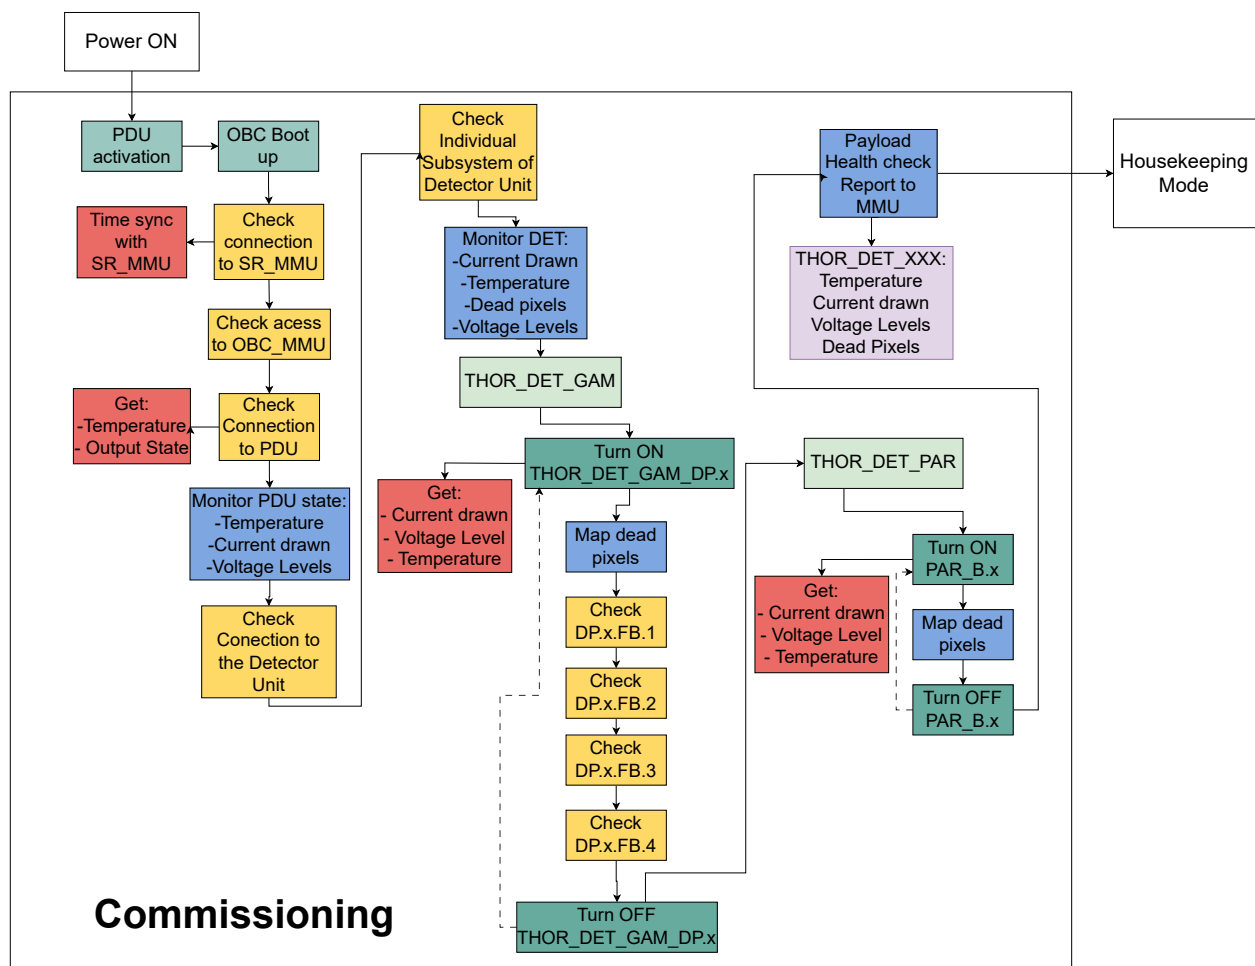 Power ON
PDU
activation
OBC Boot
up
Time sync
with
SR_MMU
Check
connection
to SR_MMU
Check acess
to OBC_MMU
Get:
-Temperature
- Output State
Check
Connection
to PDU
Monitor PDU state:
-Temperature
-Current drawn
-Voltage Levels
Check
Conection to
the Detector
Unit
Check
Individual
Subsystem of
Detector Unit
Monitor DET:
-Current Drawn
-Temperature
-Dead pixels
-Voltage Levels
THOR_DET_GAM
Turn ON
THOR_DET_GAM_DP.x
Get:
- Current drawn
- Voltage Level
- Temperature
Map dead
pixels
Check
DP.x.FB.1
Check
DP.x.FB.2
Check
DP.x.FB.3
Check
DP.x.FB.4
Turn OFF
THOR_DET_GAM_DP.x
THOR_DET_PAR
Turn ON
PAR_B.x
Get:
- Current drawn
- Voltage Level
- Temperature
Map dead
pixels
Turn OFF
PAR_B.x
Payload
Health check
Report to
MMU
THOR_DET_XXX:
Temperature
Current drawn
Voltage Levels
Dead Pixels
Housekeeping
Mode
Commissioning